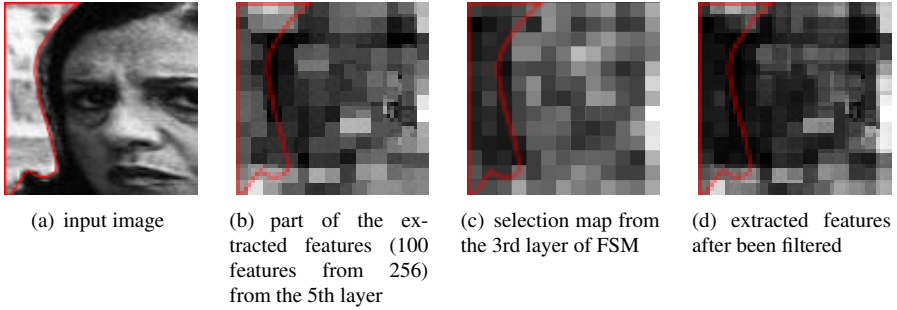 (a) input image
(b) part of the ex-
tracted features (100
features from 256)
from the 5th layer
(c) selection map from
the 3rd layer of FSM
(d) extracted features
after been filtered